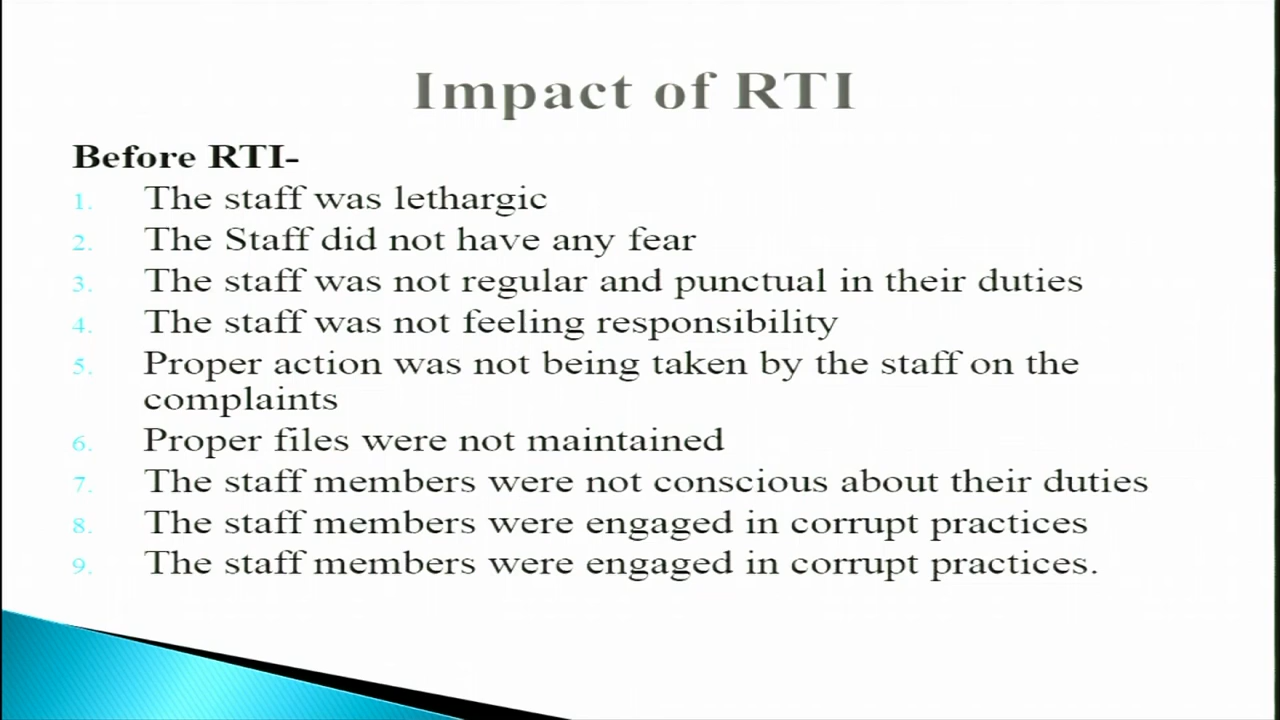 Impact of RTI
Before RTI-
1. The staff was lethargic
2. The Staff did not have any fear
3. The staff was not regular and punctual in their duties
4. The staff was not feeling responsibility
5. Proper action was not being taken by the staff on the
complaints
6. Proper files were not maintained
7. The staff members were not conscious about their duties
8. The staff members were engaged in corrupt practices
9. The staff members were engaged in corrupt practices.